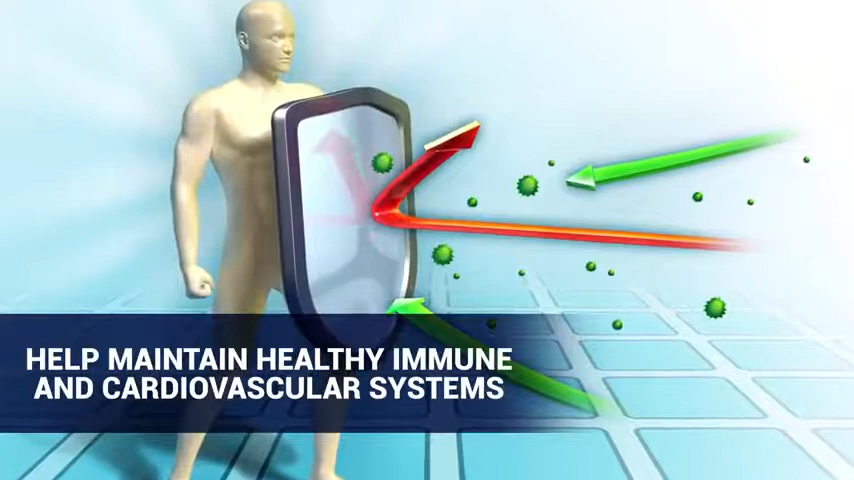 HELP MAINTAIN HEALTHY IMMUNE
AND CARDIOVASCULAR SYSTEMS